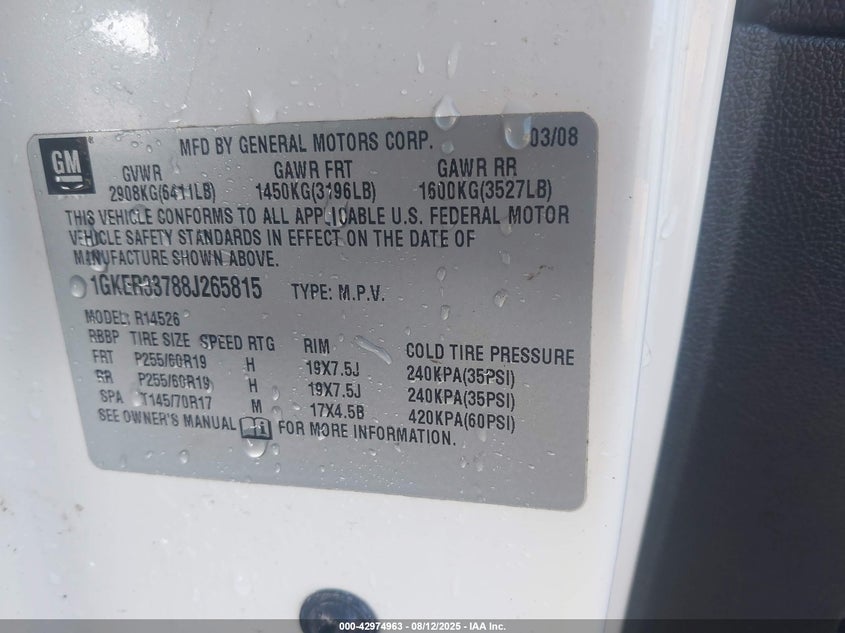 GM
MFD BY GENERAL MOTORS CORP. 03/08
GVWR GAWR FRT GAWR RR
2908KG(6411LB) 1450KG(3196LB) 1600KG(3527LB)
THIS VEHICLE CONFORMS TO ALL APPLICABLE U.S. FEDERAL MOTOR
VEHICLE SAFETY STANDARDS IN EFFECT ON THE DATE OF
MANUFACTURE SHOWN ABOVE.
1GKER33788J265815 TYPE: M.P.V.
MODEL: R14526
RBBP TIRE SIZE SPEED RTG RIM COLD TIRE PRESSURE
FRT P255/60R19 H 19X7.5J 240KPA(35PSI)
RR P255/60R19 H 19X7.5J 240KPA(35PSI)
SPA T145/70R17 M 17X4.5B 420KPA(60PSI)
SEE OWNER'S MANUAL FOR MORE INFORMATION.
000-42974963 - 08/12/2025 - IAA Inc.